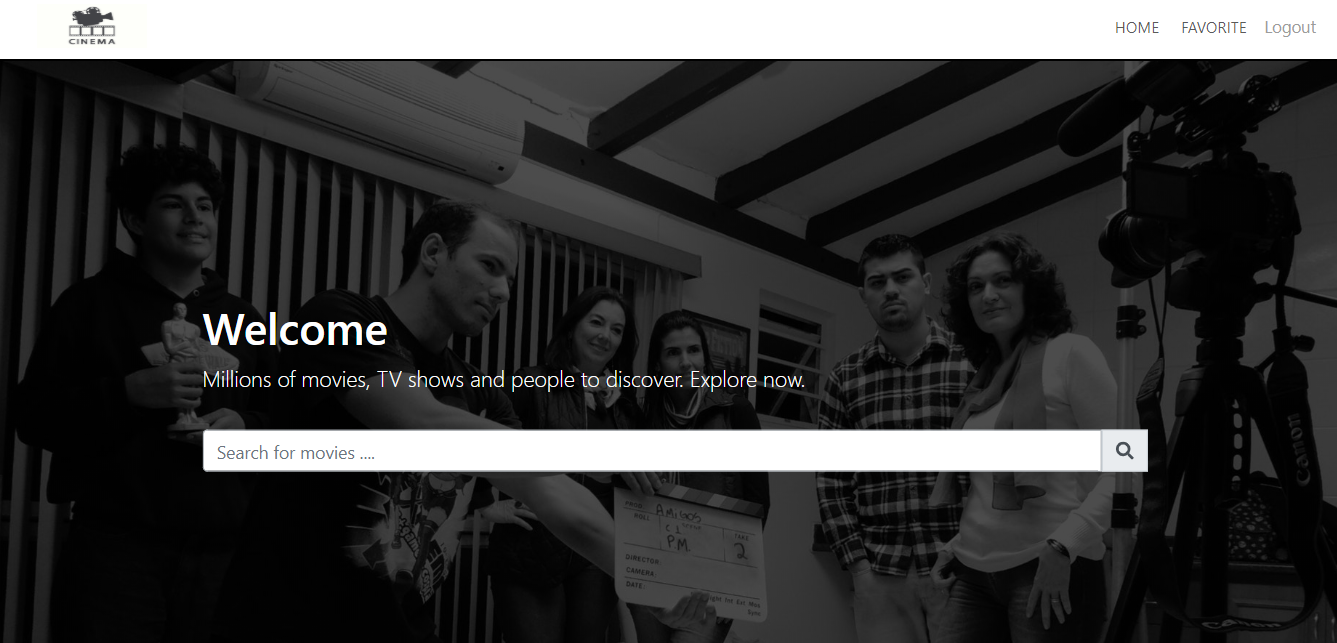 CINEMA
HOME FAVORITE Logout
Welcome
Millions of movies, TV shows and people to discover. Explore now.
Search for movies ....
PROD.
AMIGOS
ROLL
SCENE
TAKE
PM
2
DIRECTOR:
CAMERA:
DATE:
Canon
Canon